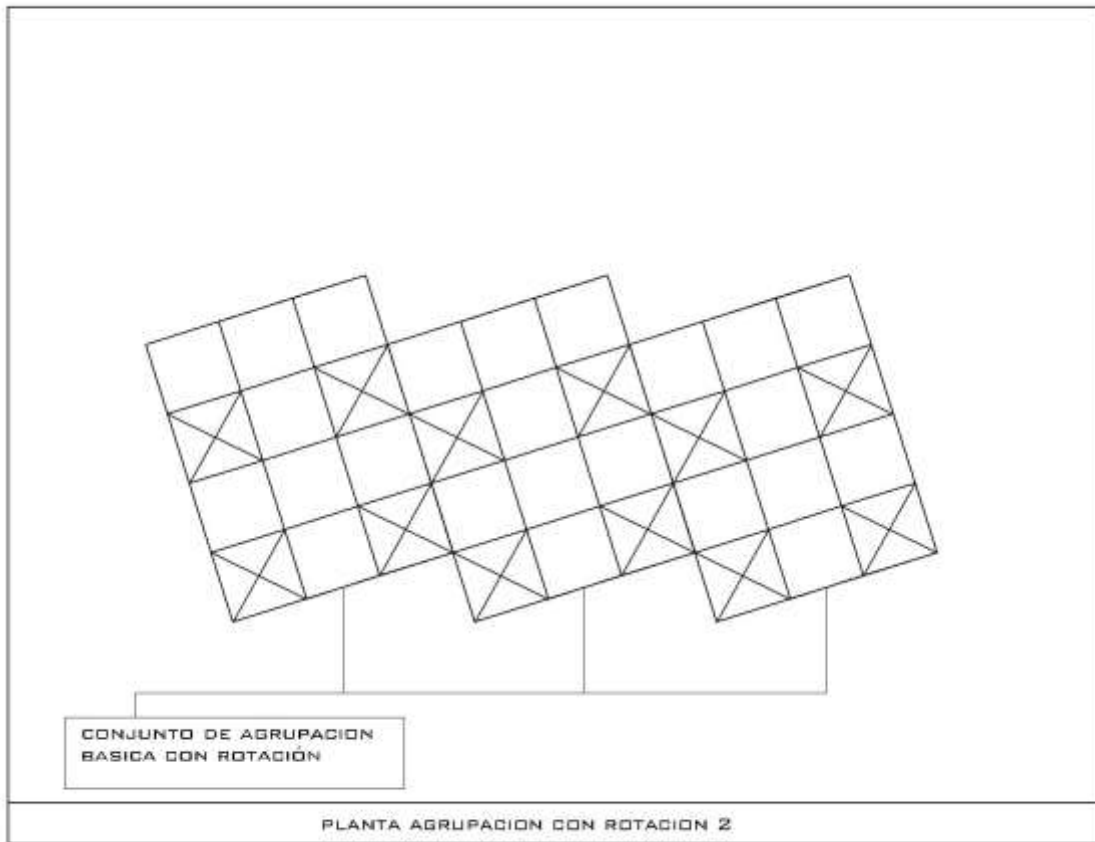 CONJUNTO DE AGRUPACION
BASICA CON ROTACIÓN
PLANTA AGRUPACION CON ROTACION 2